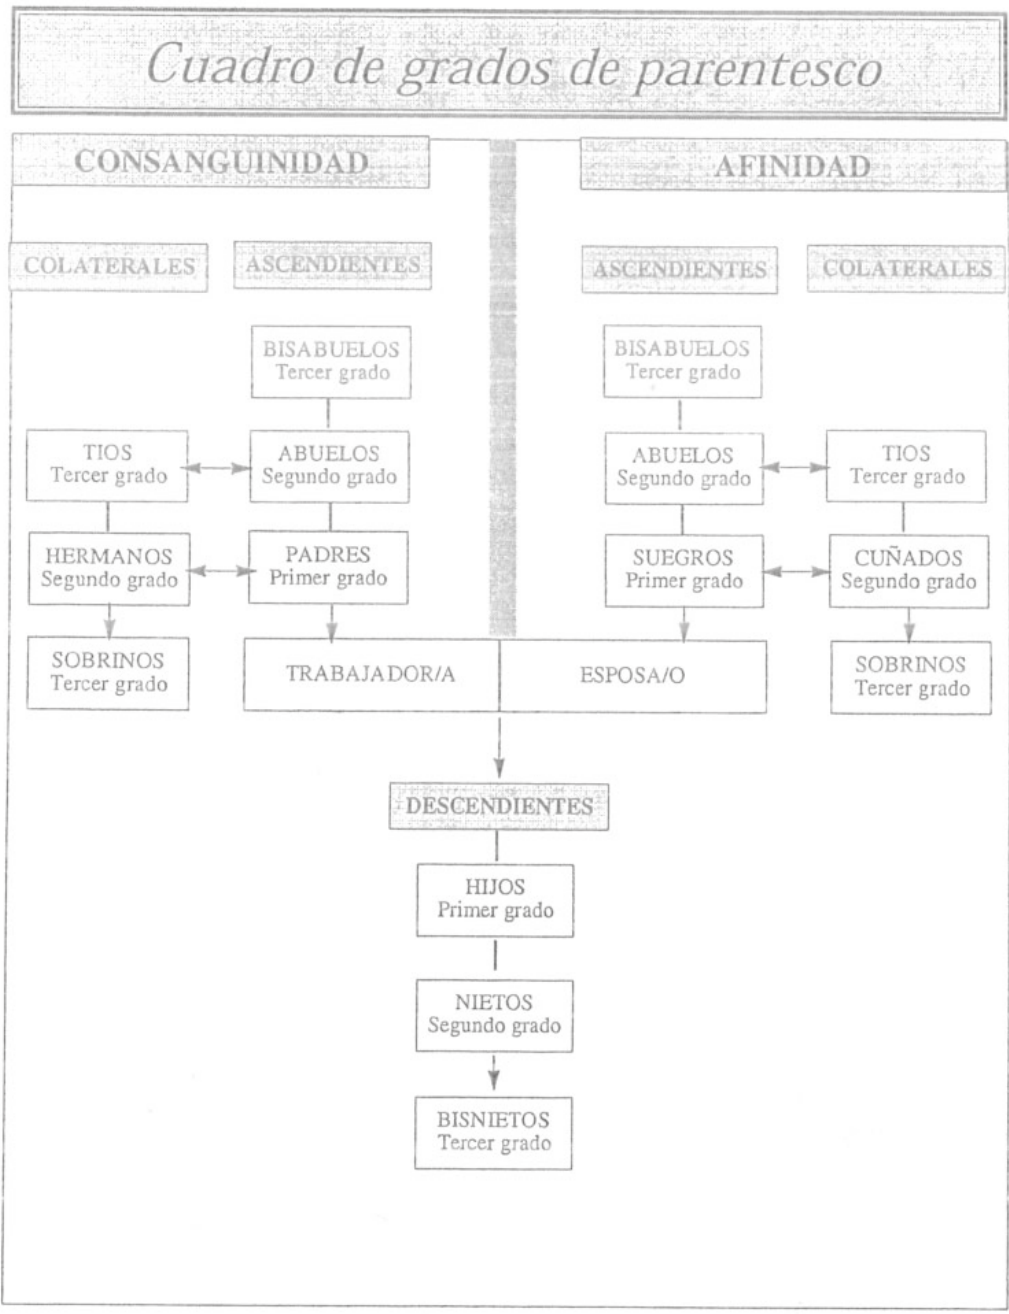 Cuadro de grados de parentesco
CONSANGUINIDAD
AFINIDAD
COLATERALES
ASCENDIENTES
ASCENDIENTES
COLATERALES
BISABUELOS
Tercer grado
BISABUELOS
Tercer grado
TIOS
Tercer grado
ABUELOS
Segundo grado
ABUELOS
Segundo grado
TIOS
Tercer grado
HERMANOS
Segundo grado
PADRES
Primer grado
SUEGROS
Primer grado
CUÑADOS
Segundo grado
SOBRINOS
Tercer grado
TRABAJADOR/A
ESPOSA/O
SOBRINOS
Tercer grado
DESCENDIENTES
HIJOS
Primer grado
NIETOS
Segundo grado
BISNIETOS
Tercer grado